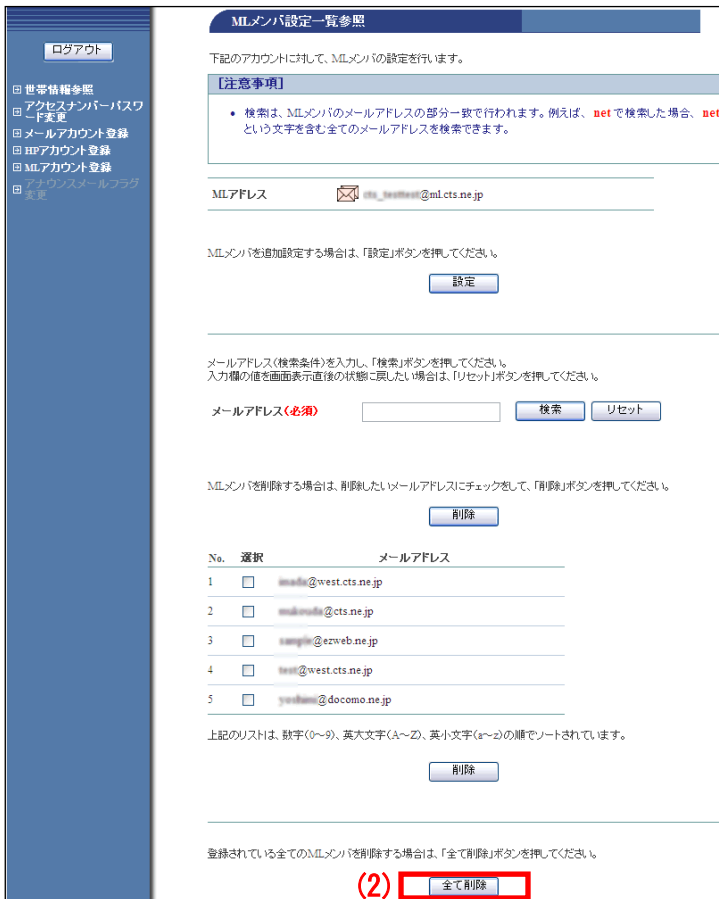 MLメンバ設定一覧参照
ログアウト
下記のアカウントに対して、MLメンバの設定を行います。
世帯情報参照
アクセスナンバーパスワ
ード変更
メールアカウント登録
HPアカウント登録
MLアカウント登録
アナウンスメールフラグ
変更
[注意事項]
• 検索は、MLメンバのメールアドレスの部分一致で行われます。例えば、 net で検索した場合、 net
という文字を含む全てのメールアドレスを検索できます。
MLアドレス @ml.cts.ne.jp
MLメンバを追加設定する場合は、「設定」ボタンを押してください。
設定
メールアドレス(検索条件)を入力し、「検索」ボタンを押してください。
入力欄の値を画面表示直後の状態に戻したい場合は、「リセット」ボタンを押してください。
メールアドレス(必須) 検索 リセット
MLメンバを削除する場合は、削除したいメールアドレスにチェックをして、「削除」ボタンを押してください。
削除
No. 選択 メールアドレス
1 @west.cts.ne.jp
2 @cts.ne.jp
3 @ezweb.ne.jp
4 @west.cts.ne.jp
5 @docomo.ne.jp
上記のリストは、数字(0～9)、英大文字(A～Z)、英小文字(a～z)の順でソートされています。
削除
登録されている全てのMLメンバを削除する場合は、「全て削除」ボタンを押してください。
(2) 全て削除